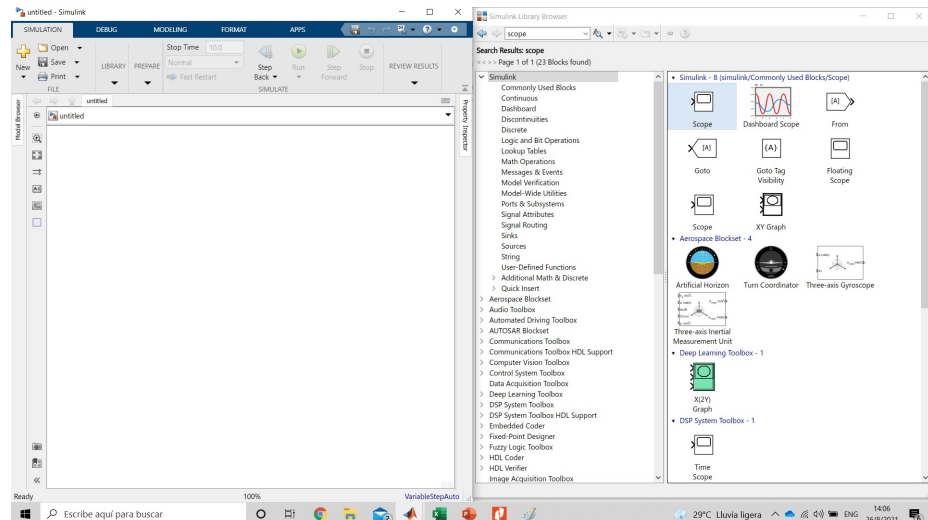 untitled - Simulink
SIMULATION DEBUG MODELING FORMAT APPS
New
Open
Save
Print
FILE
LIBRARY
PREPARE
Stop Time 10.0
Normal
Fast Restart
Step Back
Run
Step Forward
Stop
SIMULATE
REVIEW RESULTS
Model Browser
untitled
untitled
Property Inspector
Ready 100% VariableStepAuto
Simulink Library Browser
scope
Search Results: scope
<< >> Page 1 of 1 (23 Blocks found)
Simulink
Commonly Used Blocks
Continuous
Dashboard
Discontinuities
Discrete
Logic and Bit Operations
Lookup Tables
Math Operations
Messages & Events
Model Verification
Model-Wide Utilities
Ports & Subsystems
Signal Attributes
Signal Routing
Sinks
Sources
String
User-Defined Functions
Additional Math & Discrete
Quick Insert
Aerospace Blockset
Audio Toolbox
Automated Driving Toolbox
AUTOSAR Blockset
Communications Toolbox
Communications Toolbox HDL Support
Computer Vision Toolbox
Control System Toolbox
Data Acquisition Toolbox
Deep Learning Toolbox
DSP System Toolbox
DSP System Toolbox HDL Support
Embedded Coder
Fixed-Point Designer
Fuzzy Logic Toolbox
HDL Coder
HDL Verifier
Image Acquisition Toolbox
Simulink - 8 (simulink/Commonly Used Blocks/Scope)
[A]
Scope Dashboard Scope From
[A] {A}
Goto Goto Tag Visibility Floating Scope
Scope XY Graph
Aerospace Blockset - 4
Artificial Horizon Turn Coordinator Three-axis Gyroscope
Three-axis Inertial
Measurement Unit
Deep Learning Toolbox - 1
X(2Y)
Graph
DSP System Toolbox - 1
Time
Scope
Escribe aquí para buscar
29°C Lluvia ligera ENG 14:06
26/8/2021